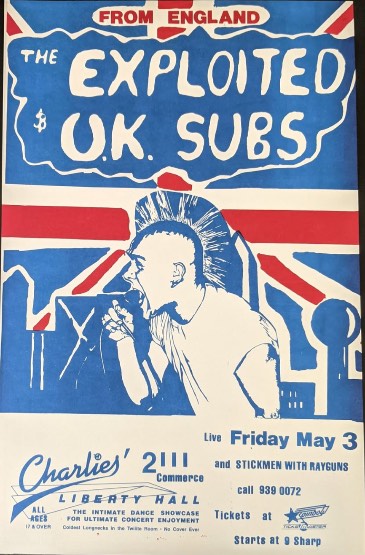 FROM ENGLAND
THE EXPLOITED
$ U.K. SUBS
Live Friday May 3
and STICKMEN WITH RAYGUNS
call 939 0072
Tickets at Rainbow TICKETMASTER
Starts at 9 Sharp
Charlies' 2111 Commerce
LIBERTY HALL
ALL AGES
17 & OVER
THE INTIMATE DANCE SHOWCASE
FOR ULTIMATE CONCERT ENJOYMENT
Coldest Longnecks In The Twilite Room - No Cover Ever